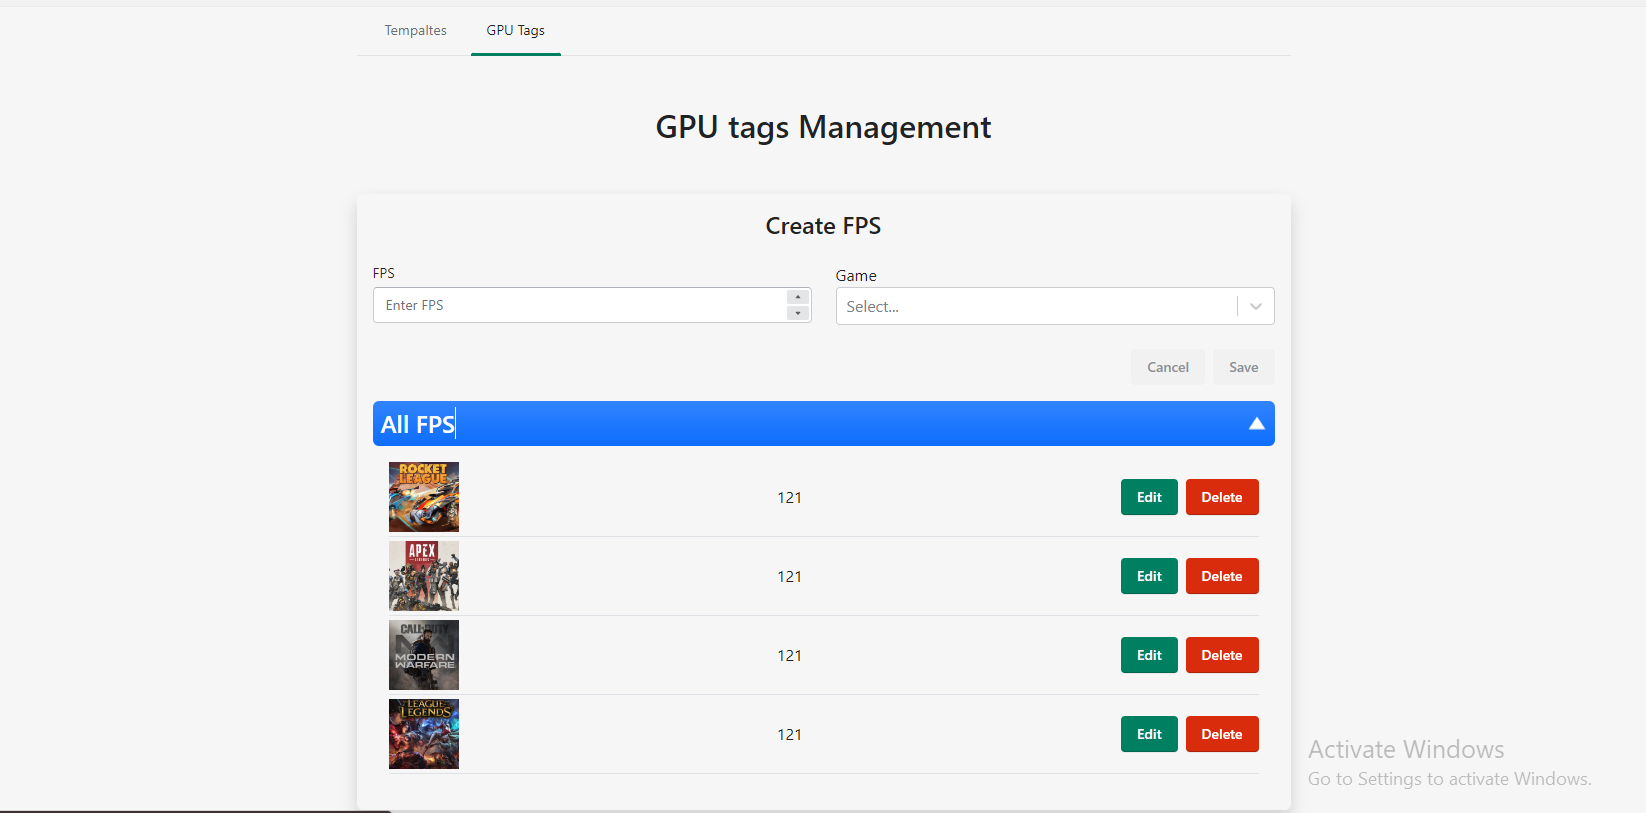 Tempaltes
GPU Tags
GPU tags Management
Create FPS
FPS
Game
Enter FPS
Select...
Cancel
Save
All FPS
ROCKET
LEAGUE
121
Edit
Delete
APEX
LEGENDS
121
Edit
Delete
CALL OF DUTY
MODERN
WARFARE
121
Edit
Delete
LEAGUE
LEGENDS
121
Edit
Delete
Activate Windows
Go to Settings to activate Windows.